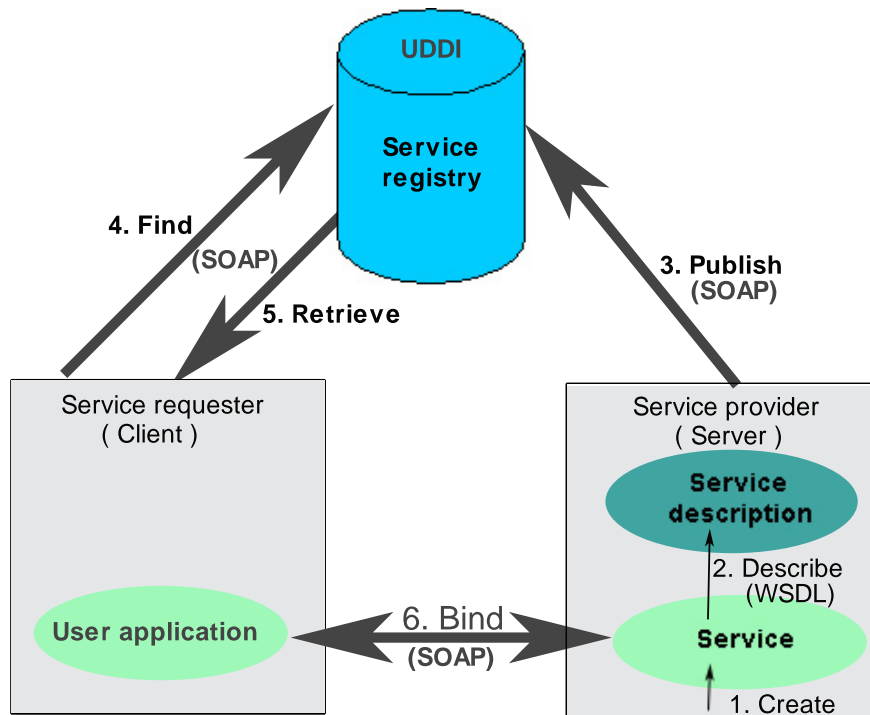 UDDI
Service
registry
4. Find
(SOAP)
5. Retrieve
3. Publish
(SOAP)
Service requester
( Client )
User application
Service provider
( Server )
Service
description
2. Describe
(WSDL)
6. Bind
(SOAP)
Service
1. Create